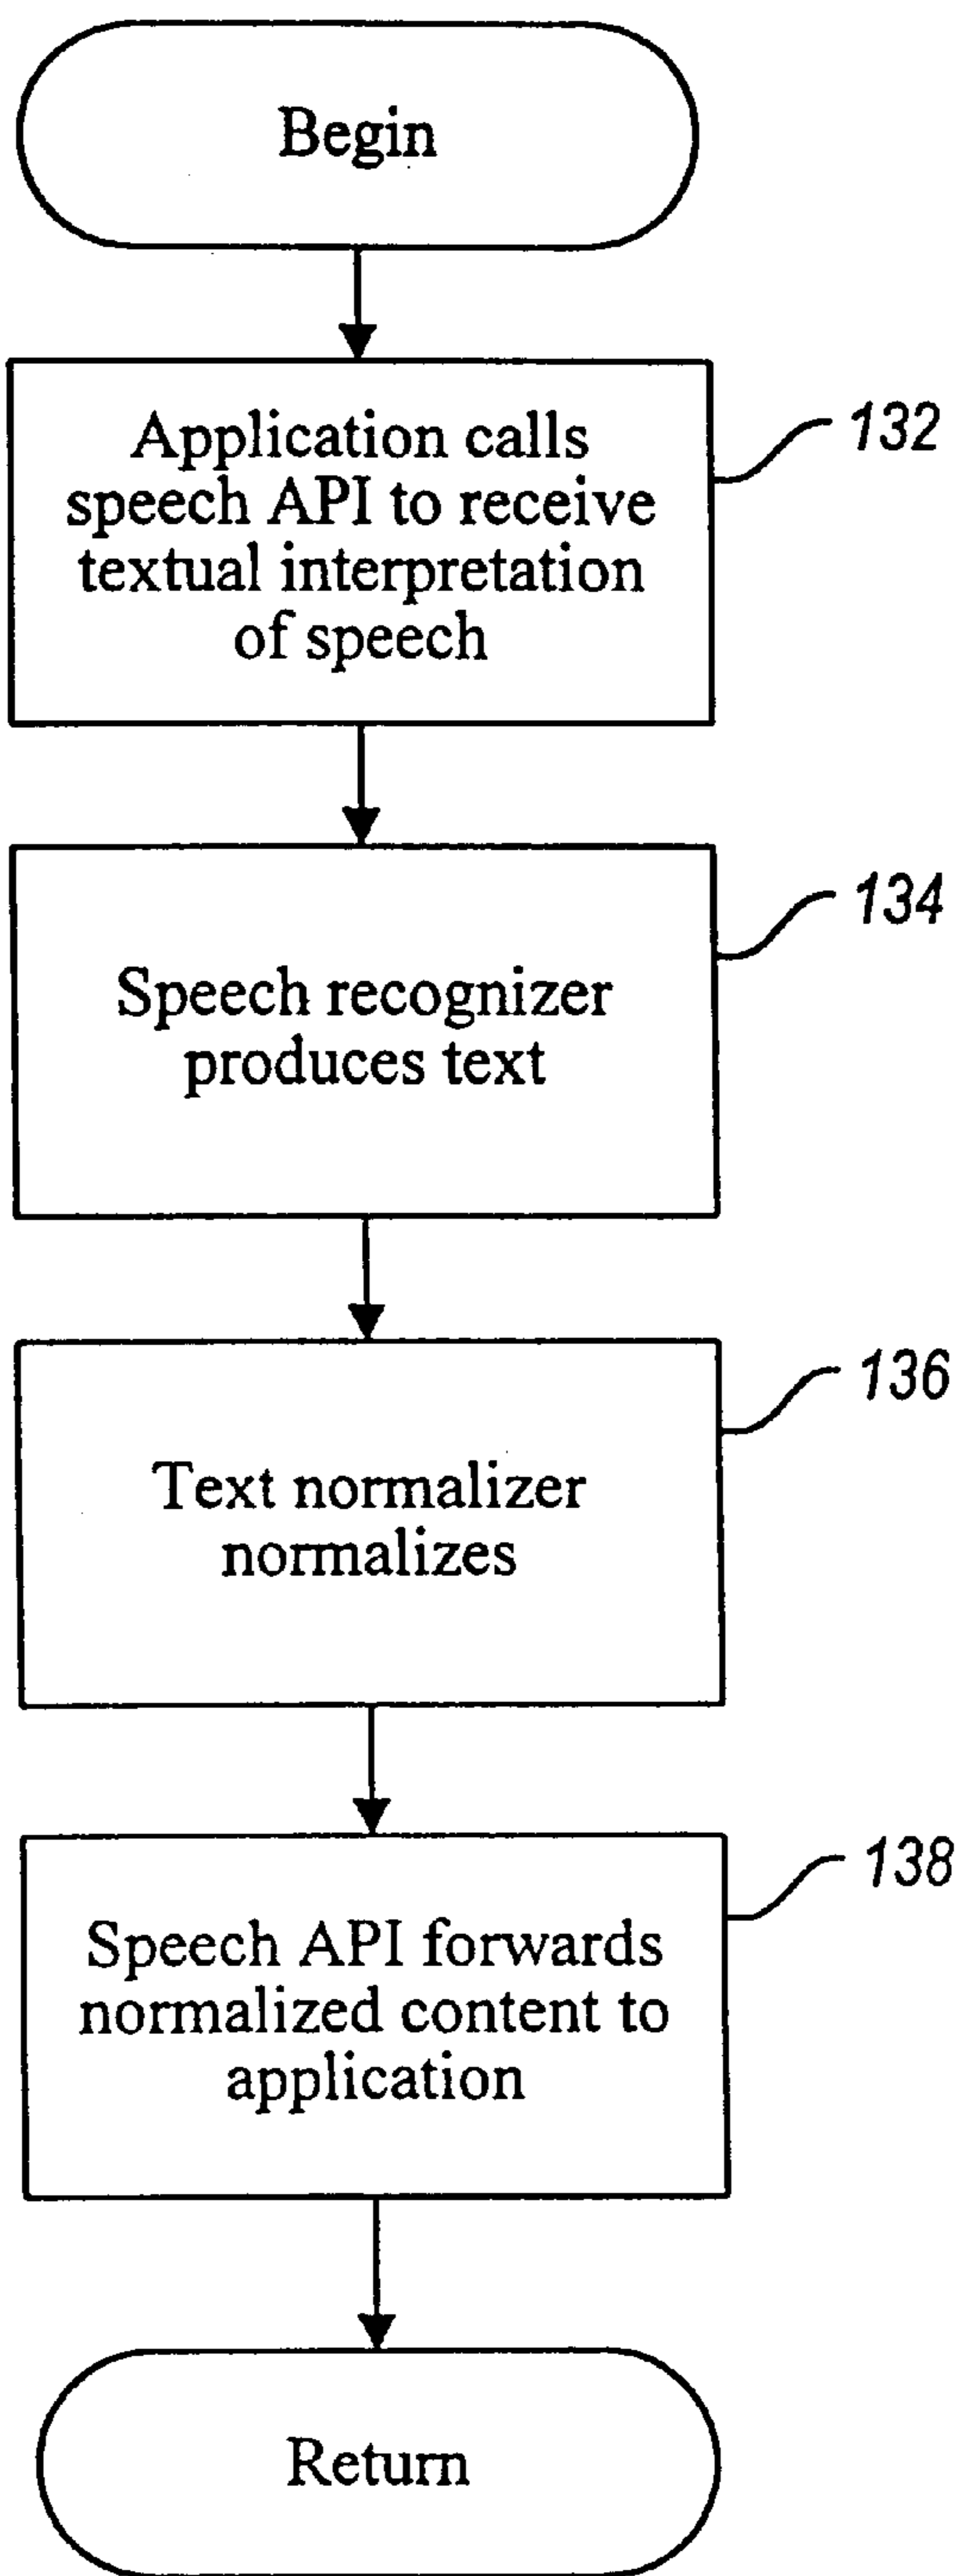 Begin
Application calls
speech API to receive
textual interpretation
of speech
132
Speech recognizer
produces text
134
Text normalizer
normalizes
136
Speech API forwards
normalized content to
application
138
Return